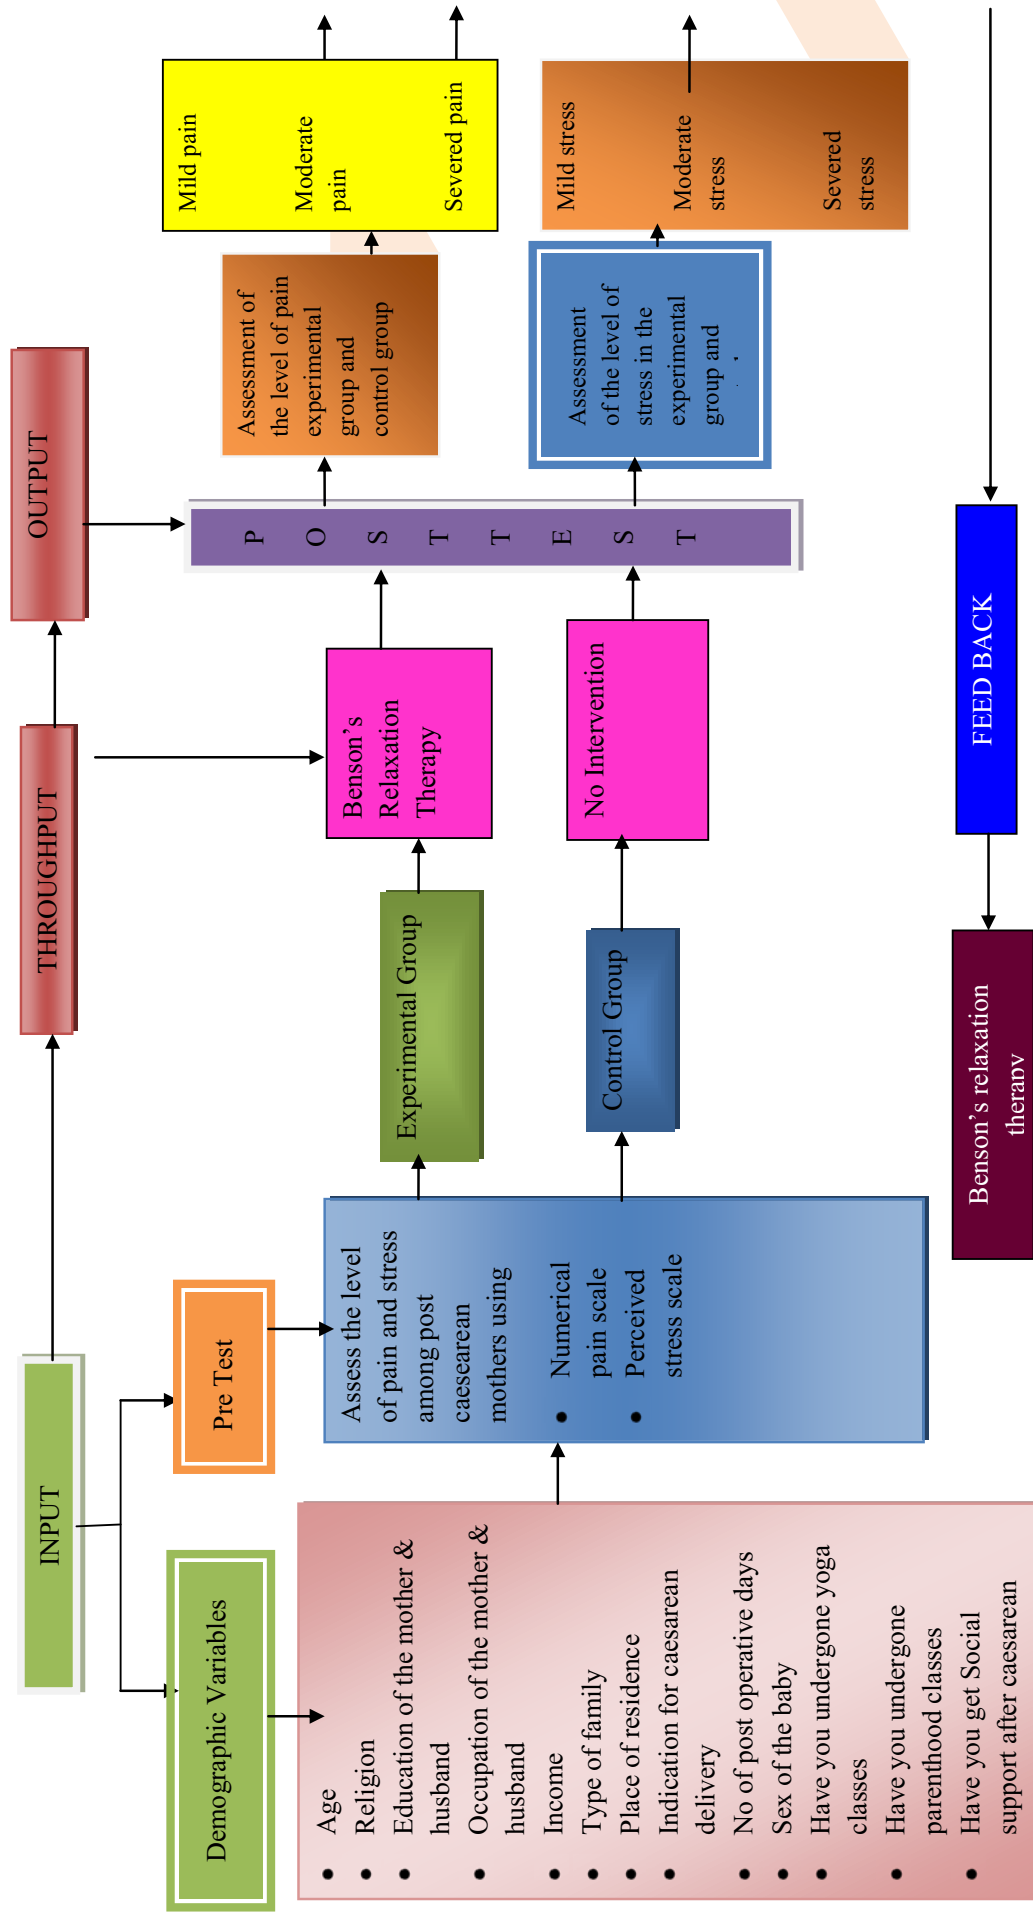 INPUT
THROUGHPUT
OUTPUT
Demographic Variables
Pre Test
• Age
• Religion
• Education of the mother &
husband
• Occupation of the mother &
husband
• Income
• Type of family
• Place of residence
• Indication for caesarean
delivery
• No of post operative days
• Sex of the baby
• Have you undergone yoga
classes
• Have you undergone
parenthood classes
• Have you get Social
support after caesarean
Assess the level
of pain and stress
among post
caesearean
mothers using
• Numerical
pain scale
• Perceived
stress scale
Experimental Group
Control Group
Benson’s
Relaxation
Therapy
No Intervention
P
O
S
T
T
E
S
T
Assessment of
the level of pain
experimental
group and
control group
Assessment
of the level of
stress in the
experimental
group and
Mild pain
Moderate
pain
Severed pain
Mild stress
Moderate
stress
Severed
stress
FEED BACK
Benson’s relaxation
therapy